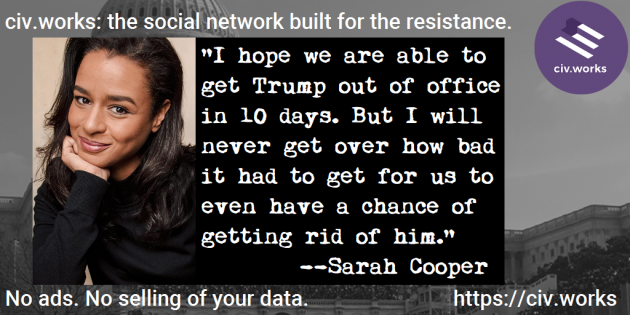 civ.works: the social network built for the resistance.
civ.works
"I hope we are able to
get Trump out of office
in 10 days. But I will
never get over how bad
it had to get for us to
even have a chance of
getting rid of him."
--Sarah Cooper
No ads. No selling of your data.
https://civ.works